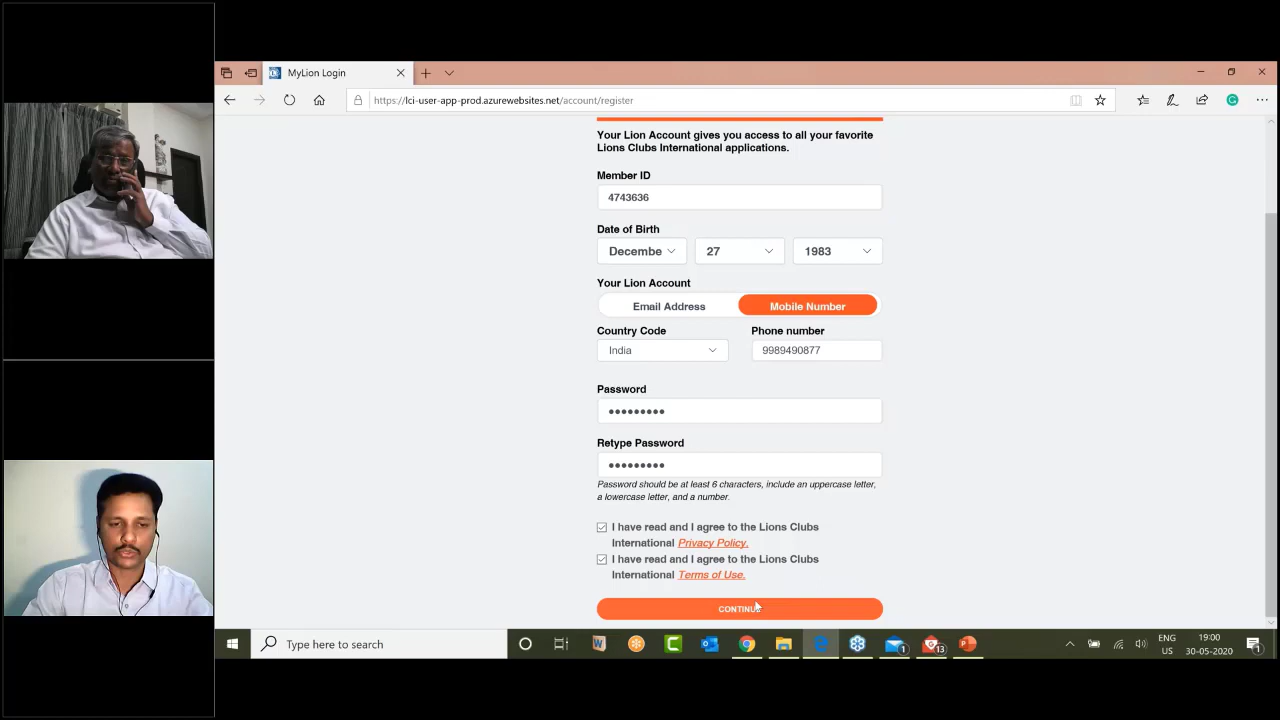 MyLion Login
https://lci-user-app-prod.azurewebsites.net/account/register
Your Lion Account gives you access to all your favorite
Lions Clubs International applications.
Member ID
4743636
Date of Birth
Decembe 27 1983
Your Lion Account
Email Address Mobile Number
Country Code Phone number
India 9989490877
Password
Retype Password
Password should be at least 6 characters, include an uppercase letter,
a lowercase letter, and a number.
I have read and I agree to the Lions Clubs
International Privacy Policy.
I have read and I agree to the Lions Clubs
International Terms of Use.
CONTINUE
Type here to search
ENG 19:00
US 30-05-2020
1
13
1